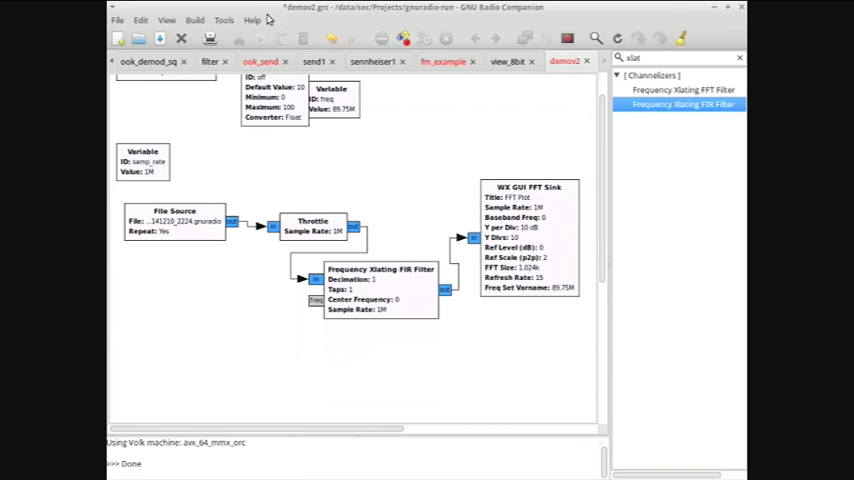 *demov2.grc - /data/sec/Projects/gnuradio-run - GNU Radio Companion
File Edit View Build Tools Help
ook_demod_sq filter ook_send send1 sennheiser1 fm_example view_8bit demov2
xlat
[ Channelizers ]
Frequency Xlating FFT Filter
Frequency Xlating FIR Filter
ID: off
Default Value: 10
Minimum: 0
Maximum: 100
Converter: Float
Variable
ID: freq
Value: 89.75M
Variable
ID: samp_rate
Value: 1M
File Source
File: ...141210_2224.gnuradio
Repeat: Yes
out
in
Throttle
Sample Rate: 1M
out
in
freq
Frequency Xlating FIR Filter
Decimation: 1
Taps: 1
Center Frequency: 0
Sample Rate: 1M
out
in
WX GUI FFT Sink
Title: FFT Plot
Sample Rate: 1M
Baseband Freq: 0
Y per Div: 10 dB
Y Divs: 10
Ref Level (dB): 0
Ref Scale (p2p): 2
FFT Size: 1.024k
Refresh Rate: 15
Freq Set Varname: 89.75M
Using Volk machine: avx_64_mmx_orc
>>> Done